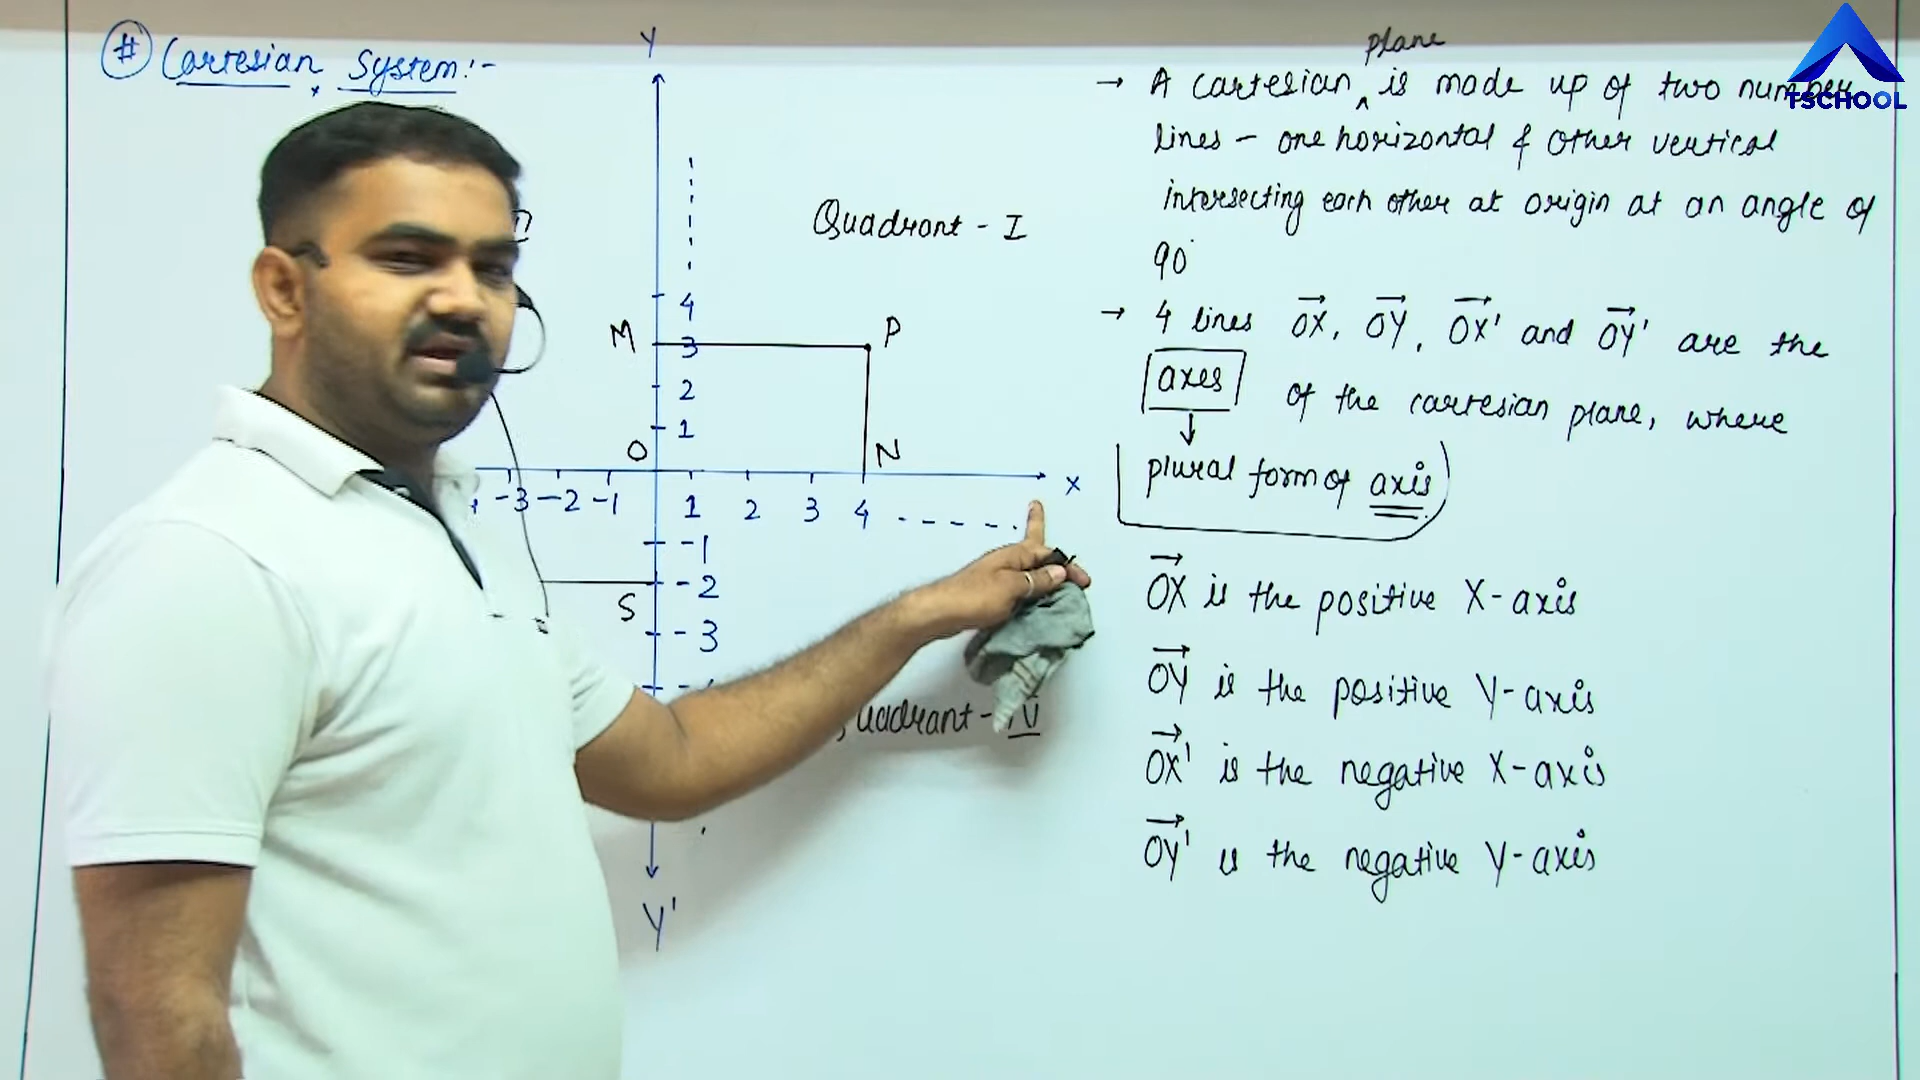 # Cartesian System:-
Y
plane
→ A cartesian ^ is made up of two number
lines - one horizontal & other vertical
intersecting each other at origin at an angle of
90°
→ 4 lines OX, OY, OX' and OY' are the
axes of the cartesian plane, where
plural form of axis
OX is the positive X-axis
OY is the positive Y-axis
OX' is the negative X-axis
OY' is the negative Y-axis
TSCHOOL
Quadrant - I
4
M 3 P
2
1
O N
-3 -2 -1 1 2 3 4 X
-1
-2
S
-3
uadrant - IV
Y'